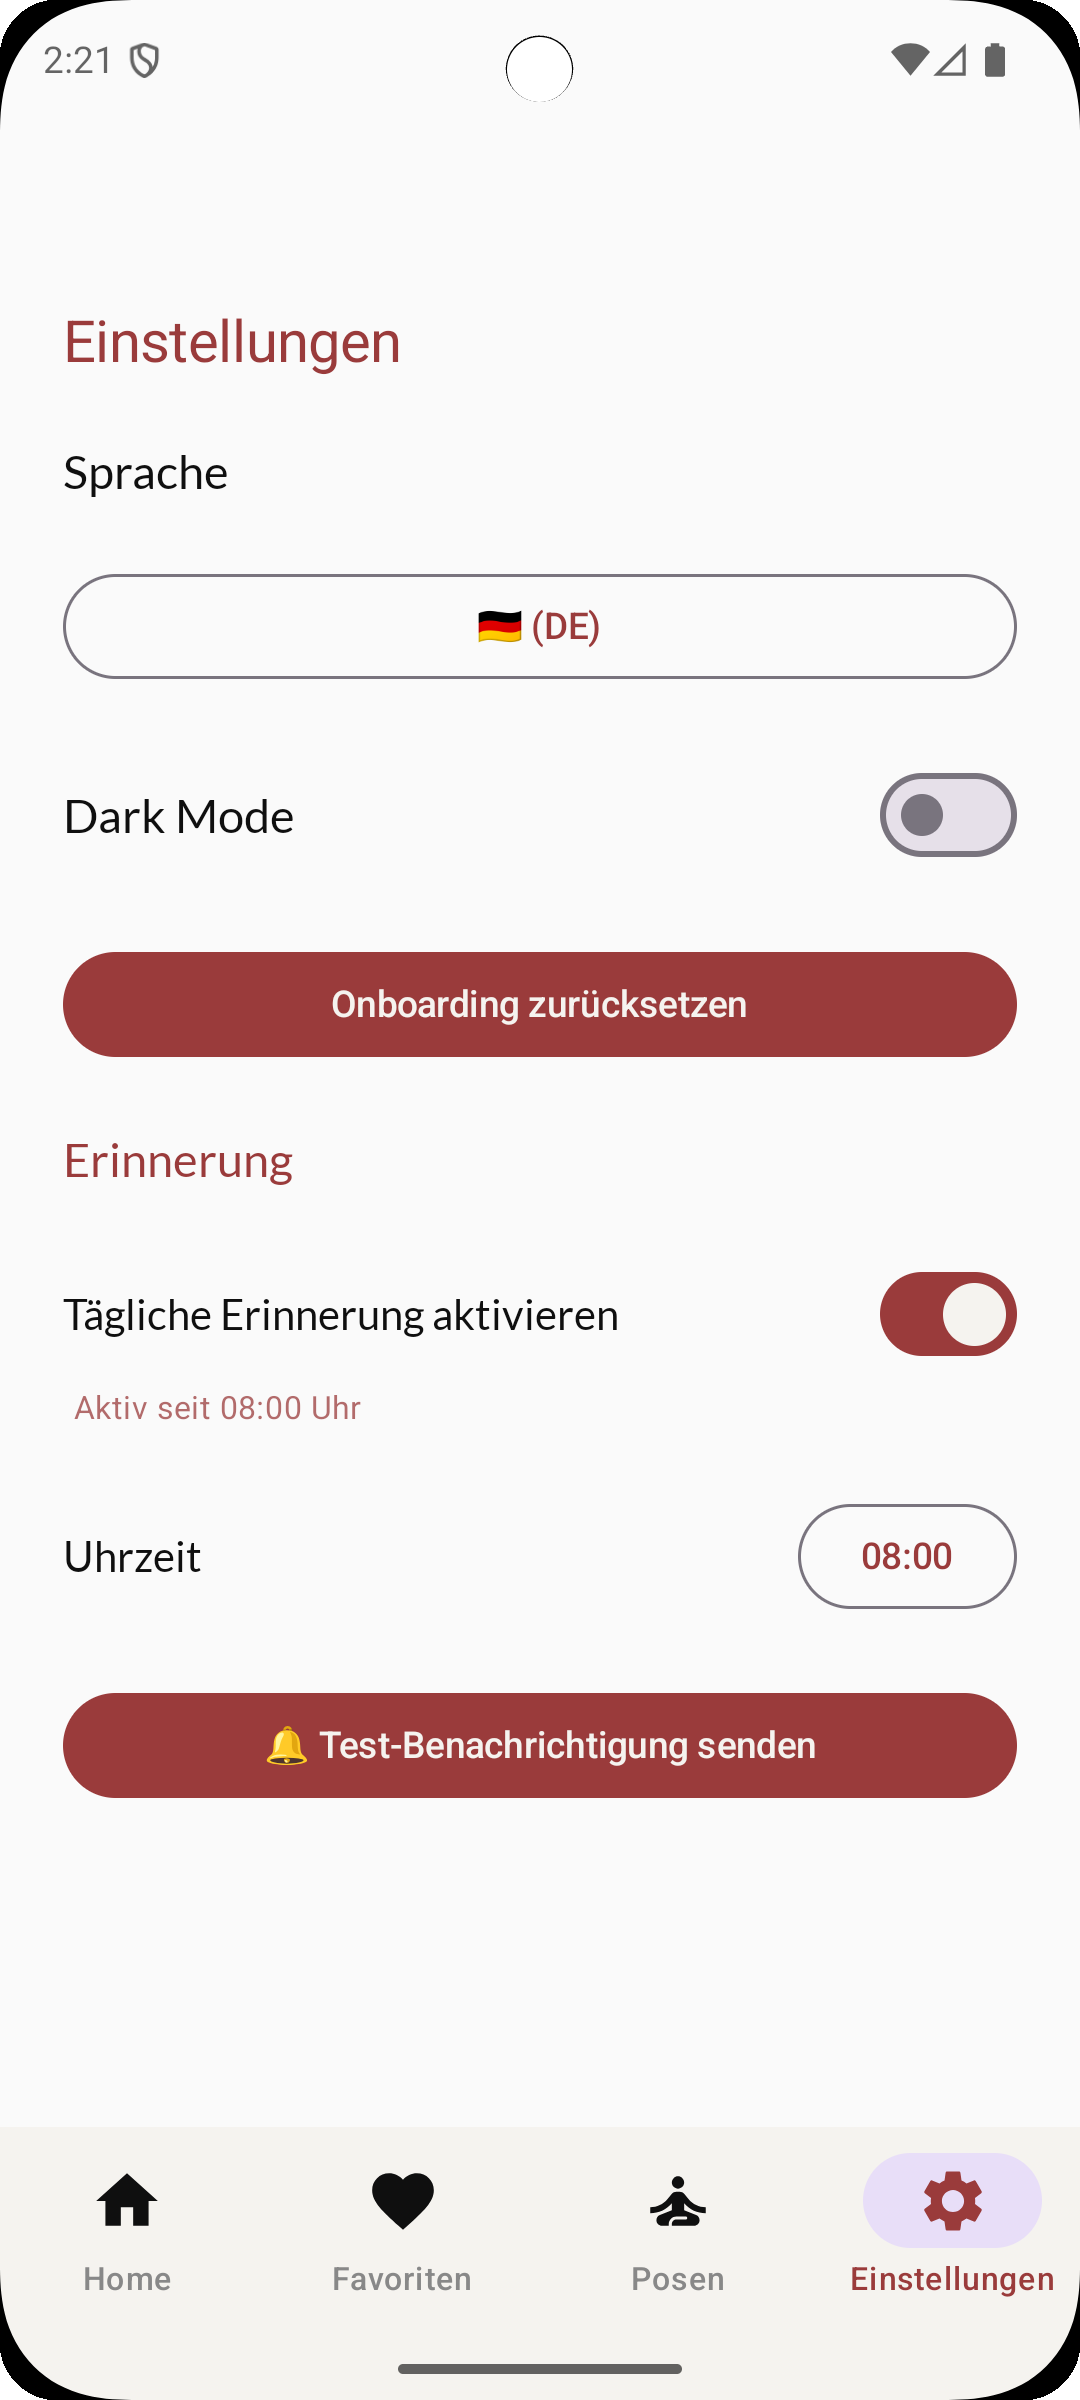 2:21
Einstellungen
Sprache
🇩🇪 (DE)
Dark Mode
Onboarding zurücksetzen
Erinnerung
Tägliche Erinnerung aktivieren
Aktiv seit 08:00 Uhr
Uhrzeit 08:00
🔔 Test-Benachrichtigung senden
Home Favoriten Posen Einstellungen